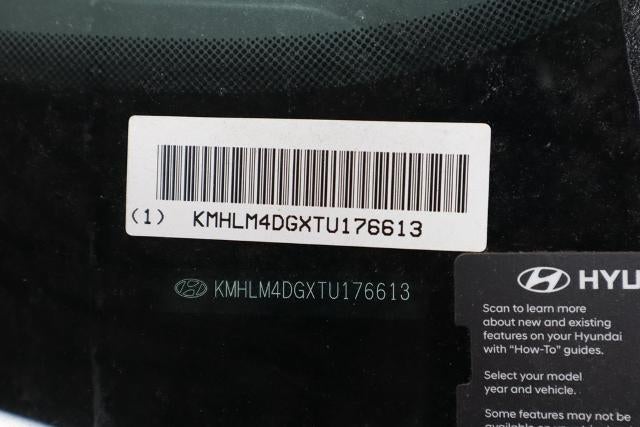 (1) KMHLM4DGXTU176613
KMHLM4DGXTU176613
HYU
Scan to learn more
about new and existing
features on your Hyundai
with "How-To" guides.
Select your model
year and vehicle.
Some features may not be